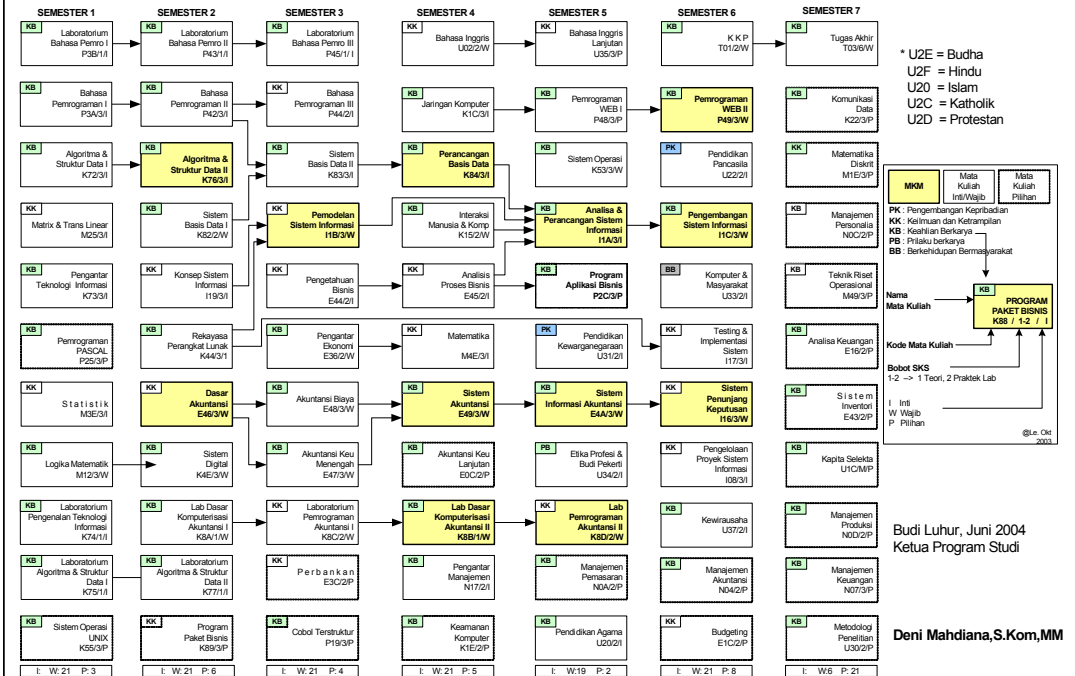 SEMESTER 1
KB Laboratorium
Bahasa Pemro I
P3B/1/I
KB Bahasa
Pemrograman I
P3A/3/I
KB Algoritma &
Struktur Data I
K72/3/I
KK
Matrix & Trans Linear
M25/3/I
KB Pengantar
Teknologi Informasi
K73/3/I
KB
Pemrograman
PASCAL
P25/3/P
KK
Statistik
M3E/3/I
KB
Logika Matematik
M12/3/W
KB Laboratorium
Pengenalan Teknologi
Informasi
K74/1/I
KB Laboratorium
Algoritma & Struktur
Data I
K75/1/I
KB Sistem Operasi
UNIX
K55/3/P
I: W: 21 P: 3
SEMESTER 2
KB Laboratorium
Bahasa Pemro II
P43/1/I
KB Bahasa
Pemrograman II
P42/3/I
KB
Algoritma &
Struktur Data II
K76/3/I
KB Sistem
Basis Data I
K82/2/W
KK Konsep Sistem
Informasi
I19/3/I
KB Rekayasa
Perangkat Lunak
K44/3/1
KK Dasar
Akuntansi
E46/3/W
KB Sistem
Digital
K4E/3/W
KB Lab Dasar
Komputerisasi
Akuntansi I
K8A/1/W
KB Laboratorium
Algoritma & Struktur
Data II
K77/1/I
KK Program
Paket Bisnis
K89/3/P
I: W: 21 P: 6
SEMESTER 3
KB Laboratorium
Bahasa Pemro III
P45/1/ I
KK Bahasa
Pemrograman III
P44/2/I
KB Sistem
Basis Data II
K83/3/I
KK Pemodelan
Sistem Informasi
I1B/3/W
KK
Pengetahuan
Bisnis
E44/2/I
KB Pengantar
Ekonomi
E36/2/W
KB
Akuntansi Biaya
E48/3/W
KB Akuntansi Keu
Menengah
E47/3/W
KK Laboratorium
Pemrograman
Akuntansi I
K8C/2/W
KK
Perbankan
E3C/2/P
KB
Cobol Terstruktur
P19/3/P
I: W: 21 P: 4
SEMESTER 4
KK
Bahasa Inggris
U02/2/W
KB
Jaringan Komputer
K1C/3/I
KB Perancangan
Basis Data
K84/3/I
KB Interaksi
Manusia & Komp
K15/2/W
KK Analisis
Proses Bisnis
E45/2/I
KK Matematika
M4E/3/I
KB Sistem
Akuntansi
E49/3/W
KB Akuntansi Keu
Lanjutan
E0C/2/P
KB Lab Dasar
Komputerisasi
Akuntansi II
K8B/1/W
KB Pengantar
Manajemen
N17/2/I
KB Keamanan
Komputer
K1E/2/P
I: W: 21 P: 5
SEMESTER 5
KK Bahasa Inggris
Lanjutan
U35/3/P
KB Pemrograman
WEB I
P48/3/P
KB
Sistem Operasi
K53/3/W
KB Analisa &
Perancangan Sistem
Informasi
I1A/3/I
KB Program
Aplikasi Bisnis
P2C/3/P
PK Pendidikan
Kewarganegaraan
U31/2/I
KB Sistem
Informasi Akuntansi
E4A/3/W
PB Etika Profesi &
Budi Pekerti
U34/2/I
KK Lab
Pemrograman
Akuntansi II
K8D/2/W
KB Manajemen
Pemasaran
N0A/2/P
KB
Pendidikan Agama
U20/2/I
I: W:19 P: 2
SEMESTER 6
KB
K K P
T01/2/W
KB Pemrograman
WEB II
P49/3/W
PK Pendidikan
Pancasila
U22/2/I
KB Pengembangan
Sistem Informasi
I1C/3/W
BB Komputer &
Masyarakat
U33/2/I
KK Testing &
Implementasi
Sistem
I17/3/I
KK Sistem
Penunjang
Keputusan
I16/3/W
KK Pengelolaan
Proyek Sistem
Informasi
I08/3/I
KB
Kewirausaha
U37/2/I
KB Manajemen
Akuntansi
N04/2/P
KK
Budgeting
E1C/2/P
I: W: 21 P: 8
SEMESTER 7
KB
Tugas Akhir
T03/6/W
KB Komunikasi
Data
K22/3/P
KK Matematika
Diskrit
M1E/3/P
KB Manajemen
Personalia
N0C/2/P
KB Teknik Riset
Operasional
M49/3/P
KB
Analisa Keuangan
E16/2/P
KB Sistem
Inventori
E43/2/P
KB
Kapita Selekta
U1C/M/P
KB Manajemen
Produksi
N0D/2/P
KB Manajemen
Keuangan
N07/3/P
KB Metodologi
Penelitian
U30/2/P
I: W:6 P: 21
* U2E = Budha
U2F = Hindu
U20 = Islam
U2C = Katholik
U2D = Protestan
MKM
Mata
Kuliah
Inti/Wajib
Mata
Kuliah
Pilihan
PK : Pengembangan Kepribadian
KK : Keilmuan dan Ketrampilan
KB : Keahlian Berkarya
PB : Prilaku berkarya
BB : Berkehidupan Bermasyarakat
KB
PROGRAM
PAKET BISNIS
K88 / 1-2 / I
Nama
Mata Kuliah
Kode Mata Kuliah
Bobot SKS
1-2 --> 1 Teori, 2 Praktek Lab
I Inti
W Wajib
P Pilihan
@Le. Okt
2003
Budi Luhur, Juni 2004
Ketua Program Studi
Deni Mahdiana,S.Kom,MM